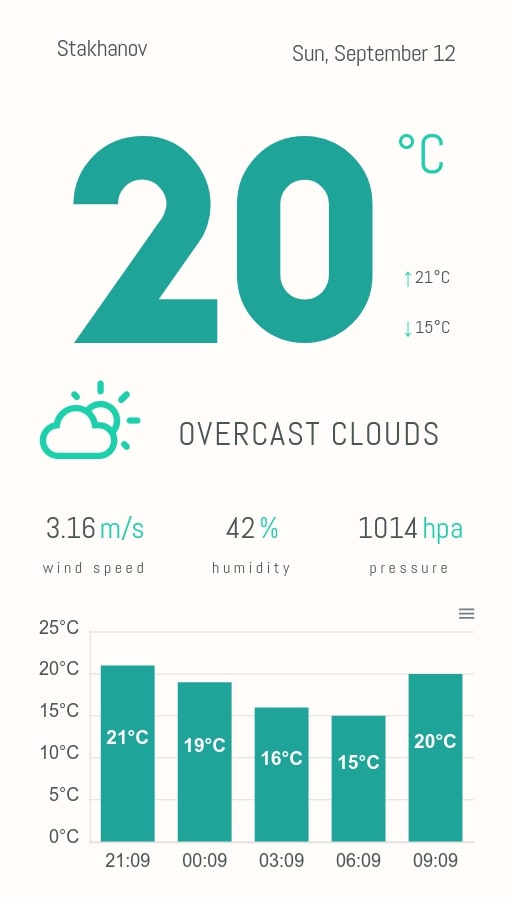 Stakhanov
Sun, September 12
20 °C
↑21°C
↓15°C
OVERCAST CLOUDS
3.16 m/s 42 % 1014 hpa
wind speed humidity pressure
25°C
20°C
15°C
10°C
5°C
0°C
21°C 19°C 16°C 15°C 20°C
21:09 00:09 03:09 06:09 09:09